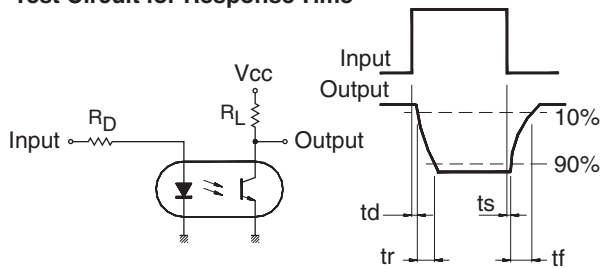 Test Circuit for Response Time
Input
Output
10%
90%
td
ts
tr
tf
Vcc
RD
RL
Input
Output